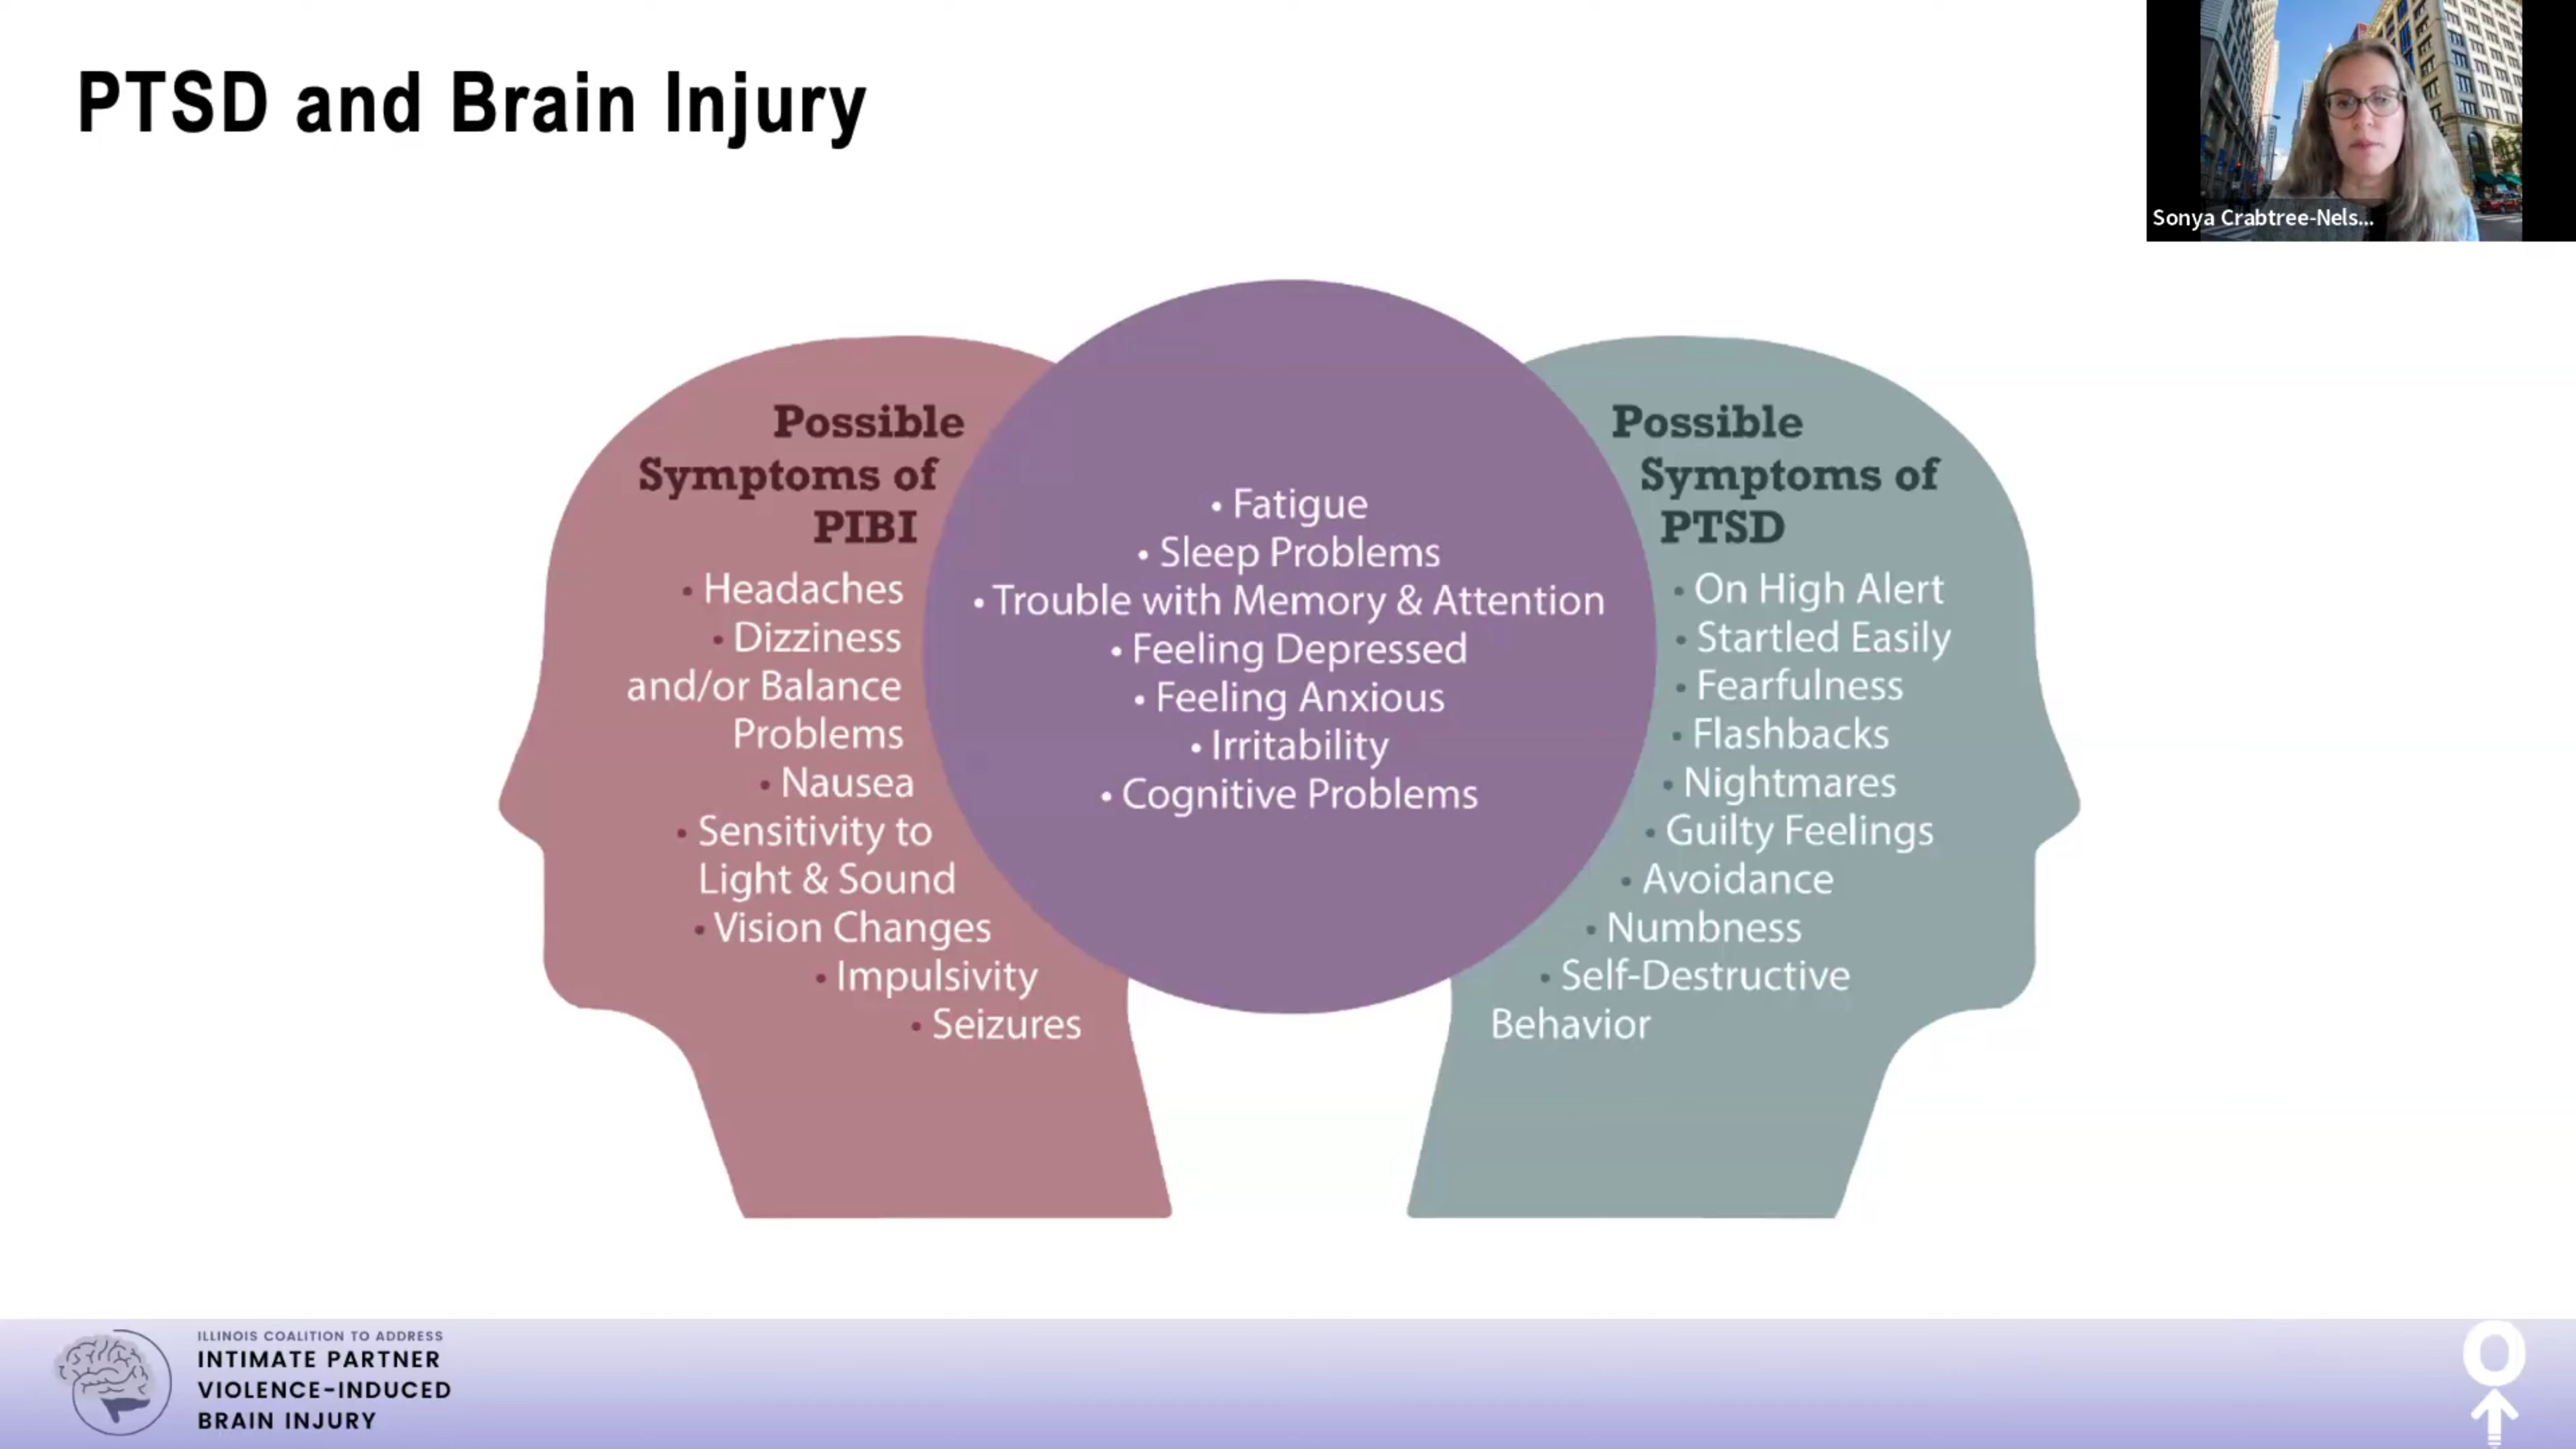 PTSD and Brain Injury
Sonya Crabtree-Nels...
Possible
Symptoms of
PIBI
• Headaches
• Dizziness
and/or Balance
Problems
• Nausea
• Sensitivity to
Light & Sound
• Vision Changes
• Impulsivity
• Seizures
• Fatigue
• Sleep Problems
• Trouble with Memory & Attention
• Feeling Depressed
• Feeling Anxious
• Irritability
• Cognitive Problems
Possible
Symptoms of
PTSD
• On High Alert
• Startled Easily
• Fearfulness
• Flashbacks
• Nightmares
• Guilty Feelings
• Avoidance
• Numbness
• Self-Destructive
Behavior
ILLINOIS COALITION TO ADDRESS
INTIMATE PARTNER
VIOLENCE-INDUCED
BRAIN INJURY